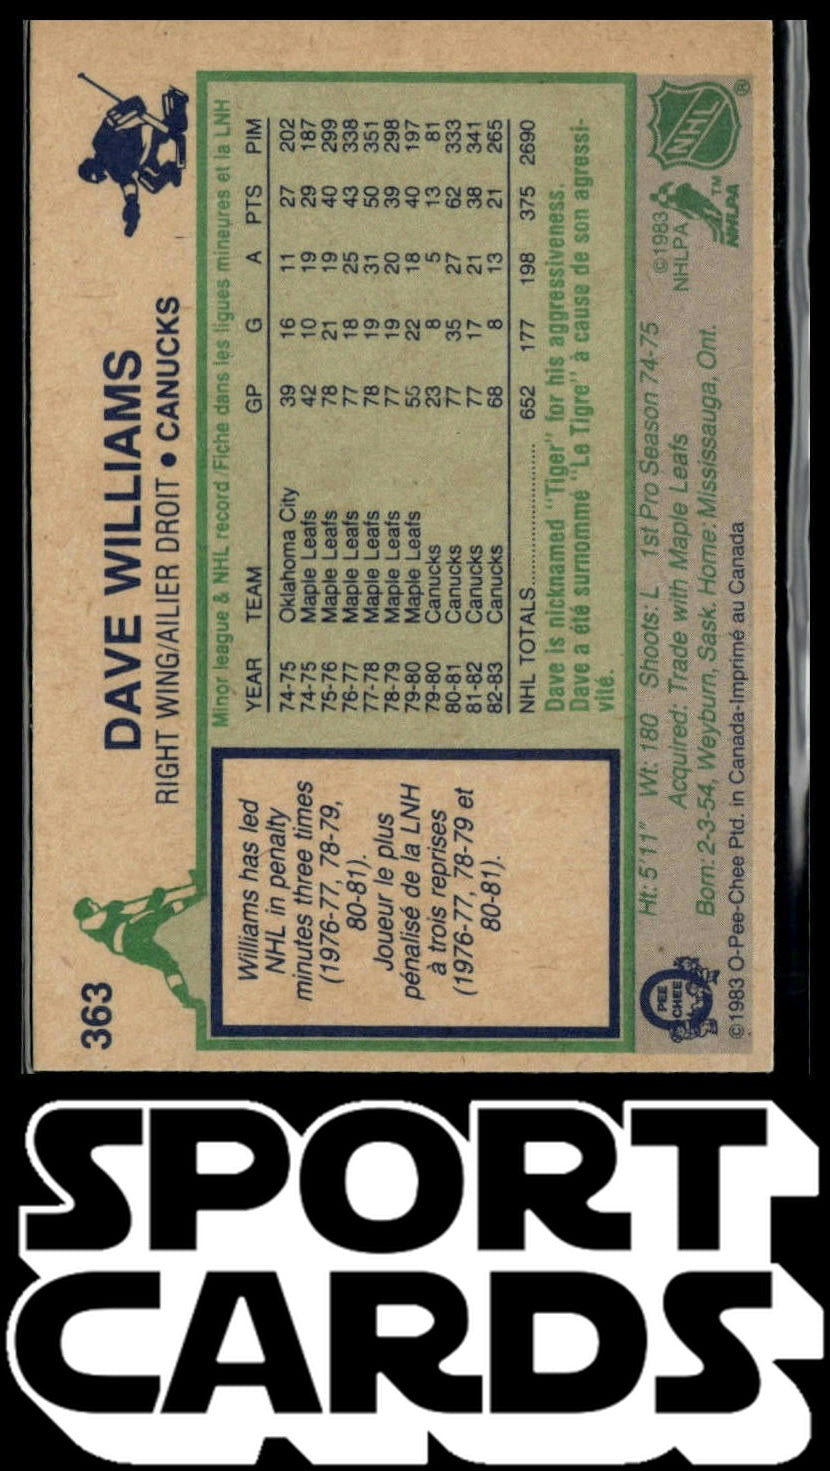 363
DAVE WILLIAMS
RIGHT WING/AILIER DROIT • CANUCKS
Williams has led
NHL in penalty
minutes three times
(1976-77, 78-79,
80-81).
Joueur le plus
pénalisé de la LNH
à trois reprises
(1976-77, 78-79 et
80-81).
Minor league & NHL record/Fiche dans les ligues mineures et la LNH
YEAR TEAM GP G A PTS PIM
74-75 Oklahoma City 39 16 11 27 202
74-75 Maple Leafs 42 10 19 29 187
75-76 Maple Leafs 78 21 19 40 299
76-77 Maple Leafs 77 18 25 43 338
77-78 Maple Leafs 78 19 31 50 351
78-79 Maple Leafs 77 19 20 39 298
79-80 Maple Leafs 55 22 18 40 197
79-80 Canucks 23 8 5 13 81
80-81 Canucks 77 35 27 62 333
81-82 Canucks 77 17 21 38 341
82-83 Canucks 68 8 13 21 265
NHL TOTALS................ 652 177 198 375 2690
Dave is nicknamed "Tiger" for his aggressiveness.
Dave a été surnommé "Le Tigre" à cause de son agressi-
vité.
Ht: 5'11" Wt: 180 Shoots: L 1st Pro Season 74-75
Acquired: Trade with Maple Leafs
Born: 2-3-54, Weyburn, Sask. Home: Mississauga, Ont.
©1983 O-Pee-Chee Ptd. in Canada-Imprimé au Canada
PEE
CHEE
©1983
NHLPA
NHLPA
TM
NHL
®
SPORT
CARDS